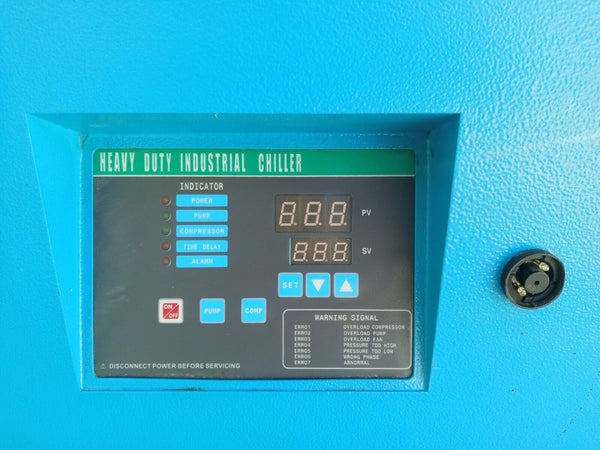 HEAVY DUTY INDUSTRIAL CHILLER
INDICATOR
POWER
PUMP
COMPRESSOR
TIME DELAY
ALARM
8.8.8.
PV
8.8.8.
SV
SET
ON/OFF
PUMP
COMP
WARNING SIGNAL
ERR01 OVERLOAD COMPRESSOR
ERR02 OVERLOAD PUMP
ERR03 OVERLOAD FAN
ERR04 PRESSURE TOO HIGH
ERR05 PRESSURE TOO LOW
ERR06 WRONG PHASE
ERR07 ABNORMAL
⚠ DISCONNECT POWER BEFORE SERVICING